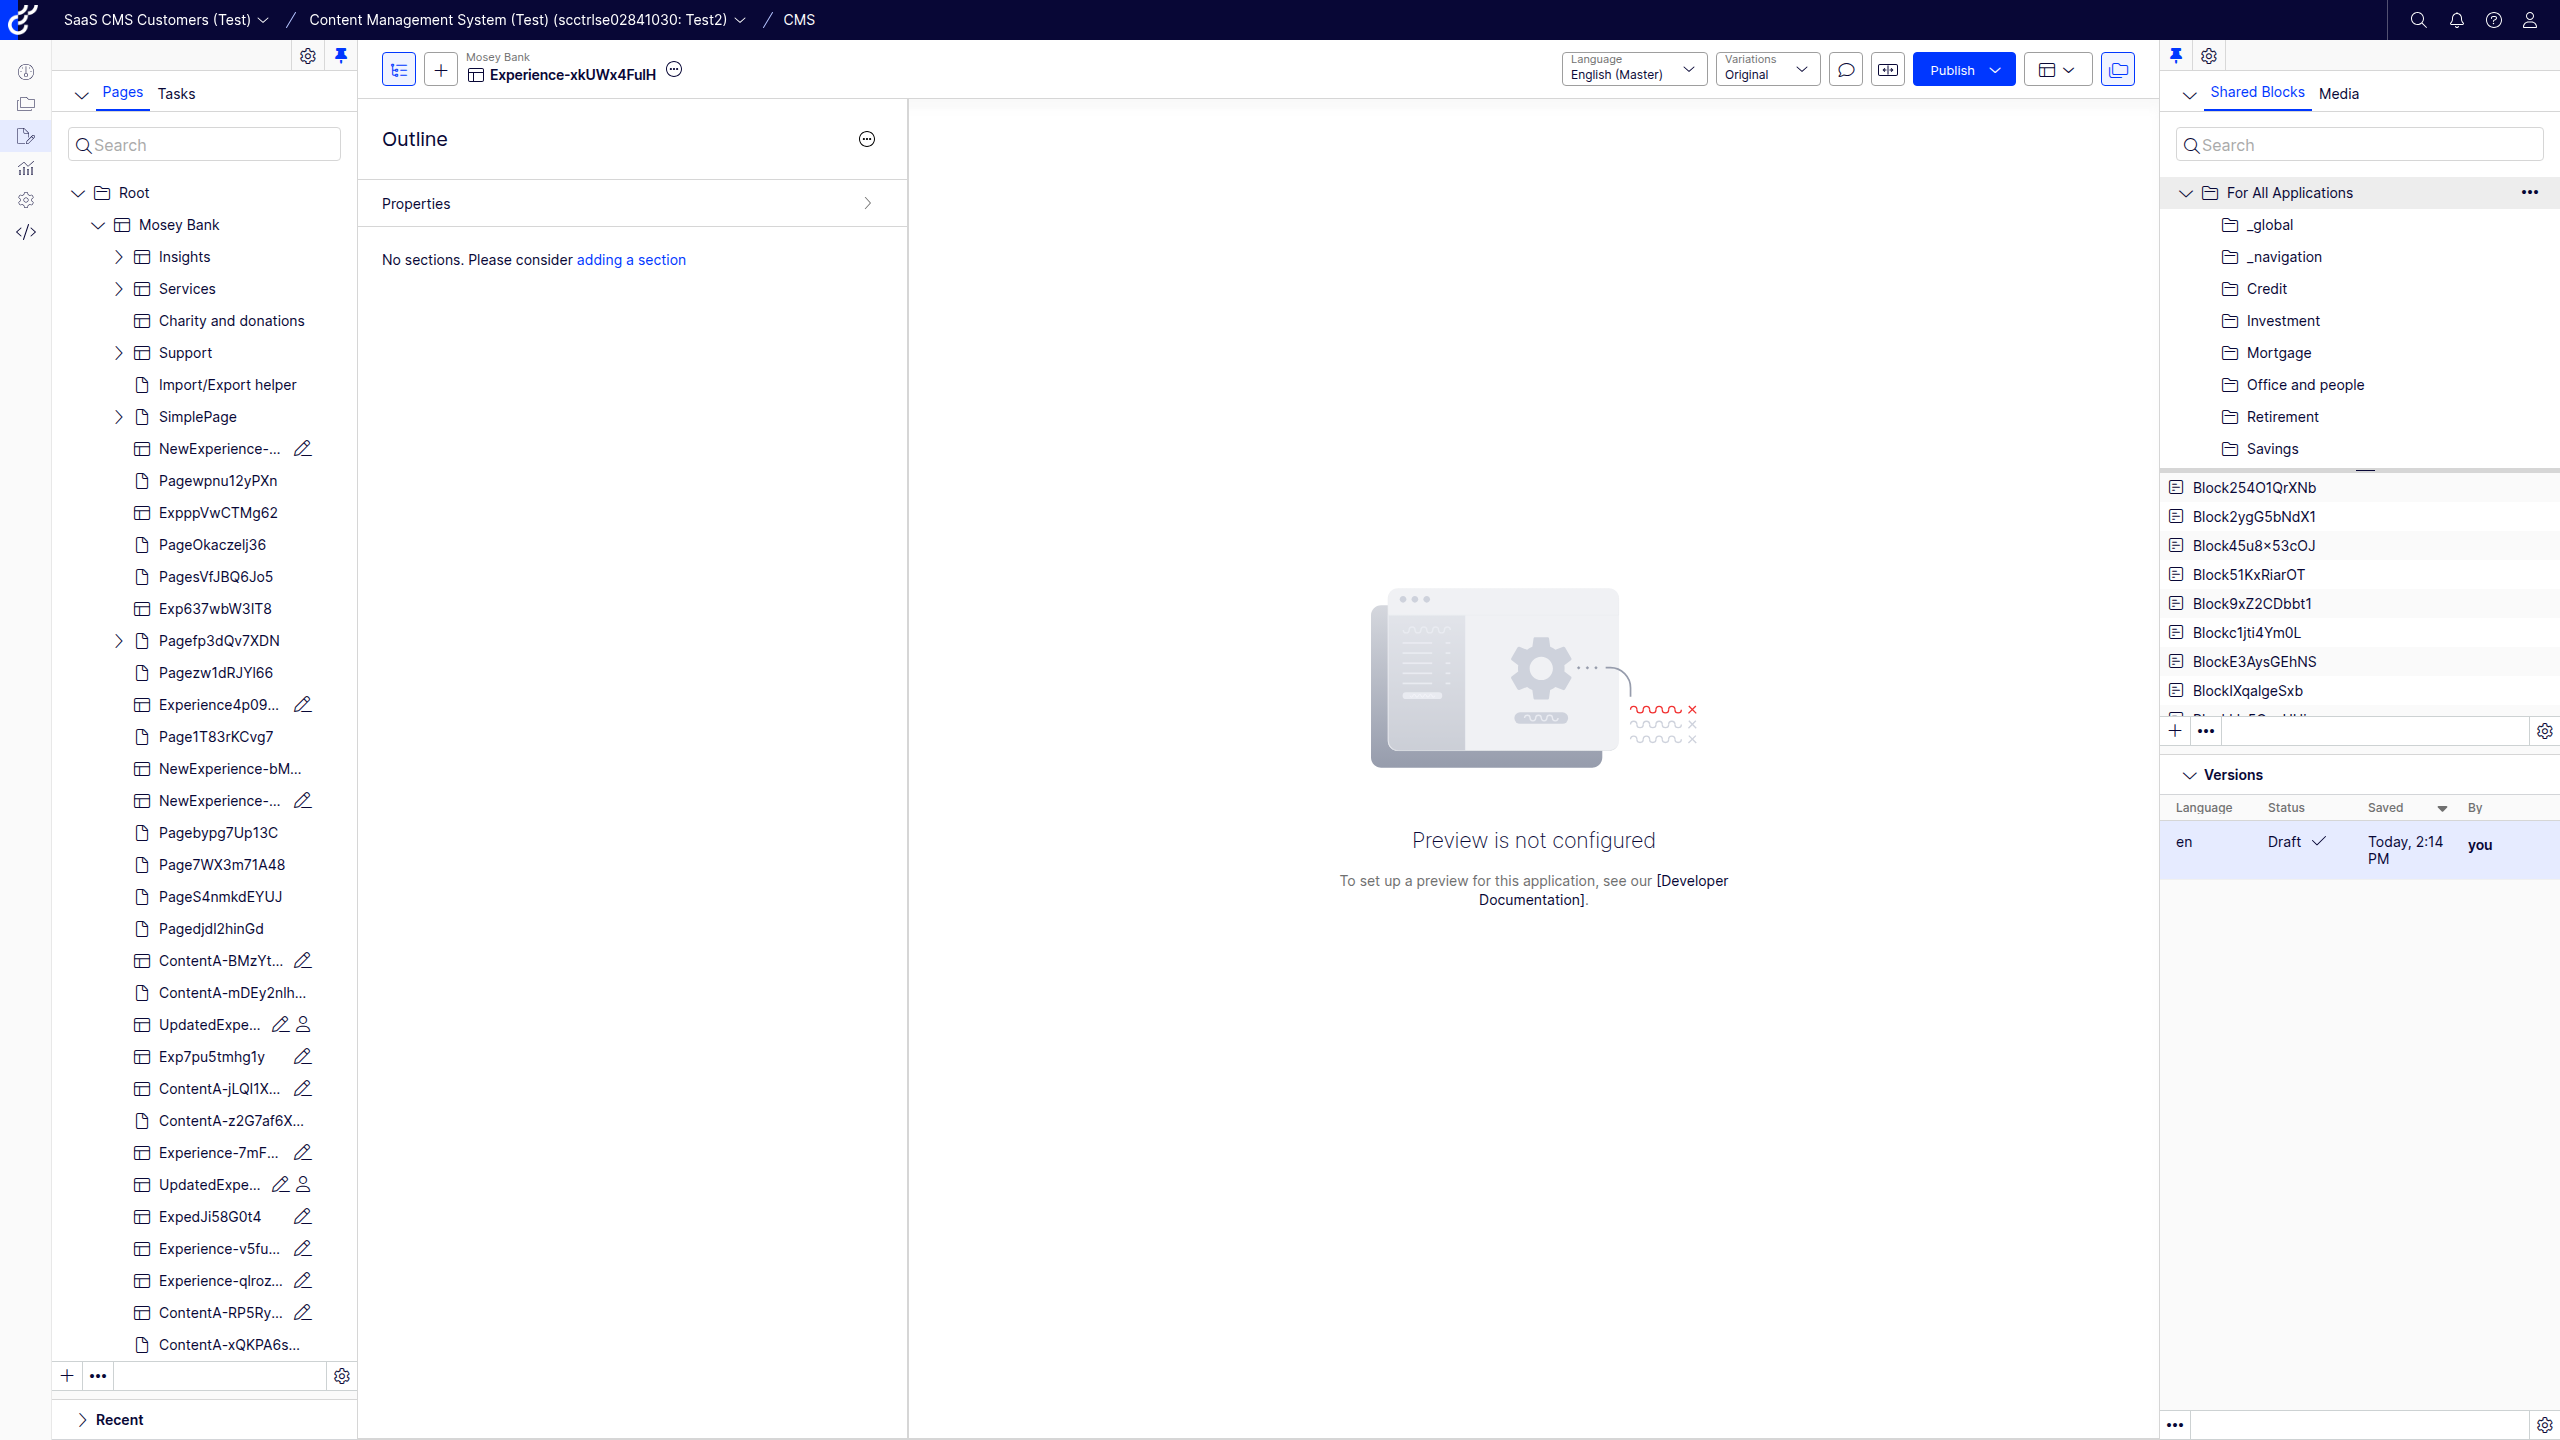 SaaS CMS Customers (Test) / Content Management System (Test) (scctrlse02841030: Test2) / CMS
Pages Tasks
Search
Root
Mosey Bank
Insights
Services
Charity and donations
Support
Import/Export helper
SimplePage
NewExperience-...
Pagewpnu12yPXn
ExpppVwCTMg62
PageOkaczelj36
PagesVfJBQ6Jo5
Exp637wbW3IT8
Pagefp3dQv7XDN
Pagezw1dRJYl66
Experience4p09...
Page1T83rKCvg7
NewExperience-bM...
NewExperience-...
Pagebypg7Up13C
Page7WX3m71A48
PageS4nmkdEYUJ
Pagedjdl2hinGd
ContentA-BMzYt...
ContentA-mDEy2nlh...
UpdatedExpe...
Exp7pu5tmhg1y
ContentA-jLQI1X...
ContentA-z2G7af6X...
Experience-7mF...
UpdatedExpe...
ExpedJi58G0t4
Experience-v5fu...
Experience-qlroz...
ContentA-RP5Ry...
ContentA-xQKPA6s...
Recent
Mosey Bank
Experience-xkUWx4FulH
Language
English (Master)
Variations
Original
Publish
Outline
Properties
No sections. Please consider adding a section
Preview is not configured
To set up a preview for this application, see our [Developer
Documentation].
Shared Blocks Media
Search
For All Applications
_global
_navigation
Credit
Investment
Mortgage
Office and people
Retirement
Savings
Block254O1QrXNb
Block2ygG5bNdX1
Block45u8x53cOJ
Block51KxRiarOT
Block9xZ2CDbbt1
Blockc1jti4Ym0L
BlockE3AysGEhNS
BlockIXqalgeSxb
Versions
Language Status Saved By
en Draft Today, 2:14 PM you